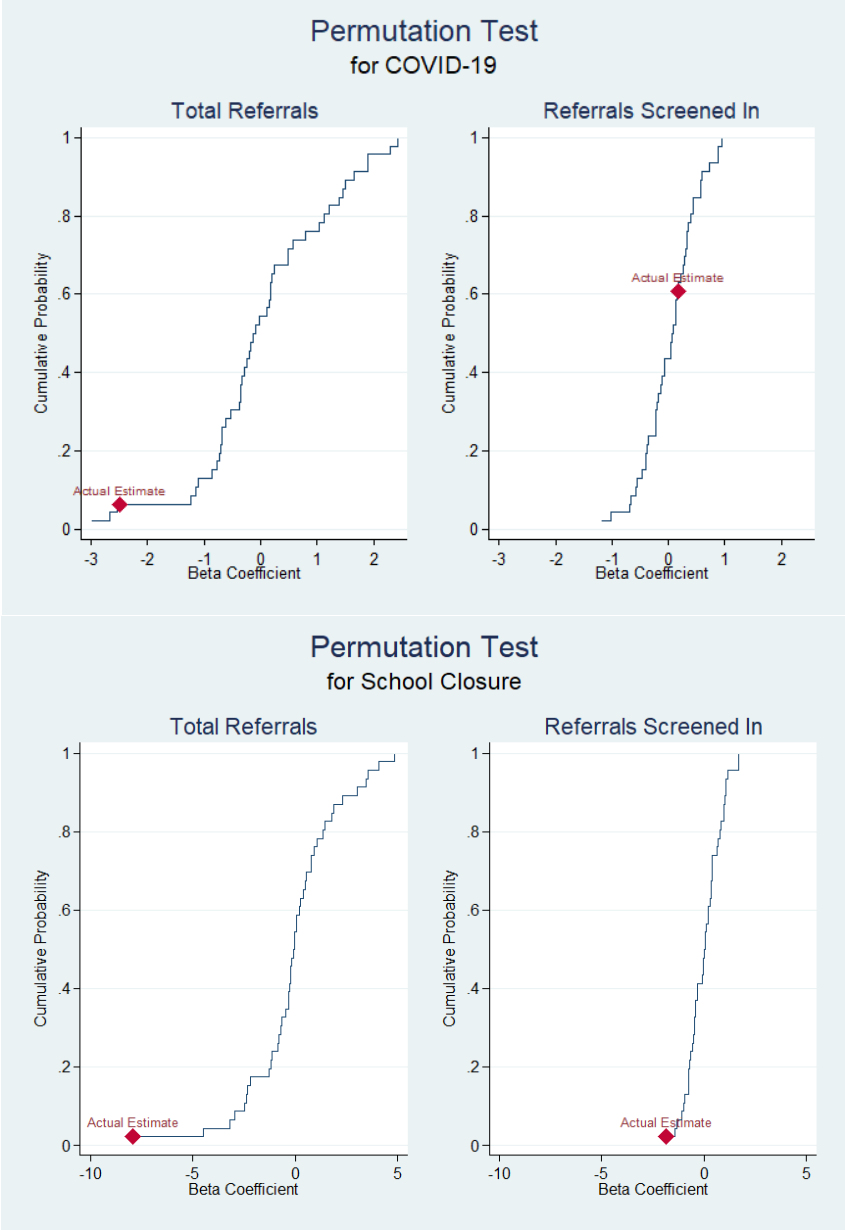 Permutation Test
for COVID-19
Total Referrals
Referrals Screened In
Cumulative Probability
1
.8
.6
.4
.2
0
Actual Estimate
-3 -2 -1 0 1 2
Beta Coefficient
Cumulative Probability
1
.8
.6
.4
.2
0
Actual Estimate
-3 -2 -1 0 1 2
Beta Coefficient
Permutation Test
for School Closure
Total Referrals
Referrals Screened In
Cumulative Probability
1
.8
.6
.4
.2
0
Actual Estimate
-10 -5 0 5
Beta Coefficient
Cumulative Probability
1
.8
.6
.4
.2
0
Actual Estimate
-10 -5 0 5
Beta Coefficient